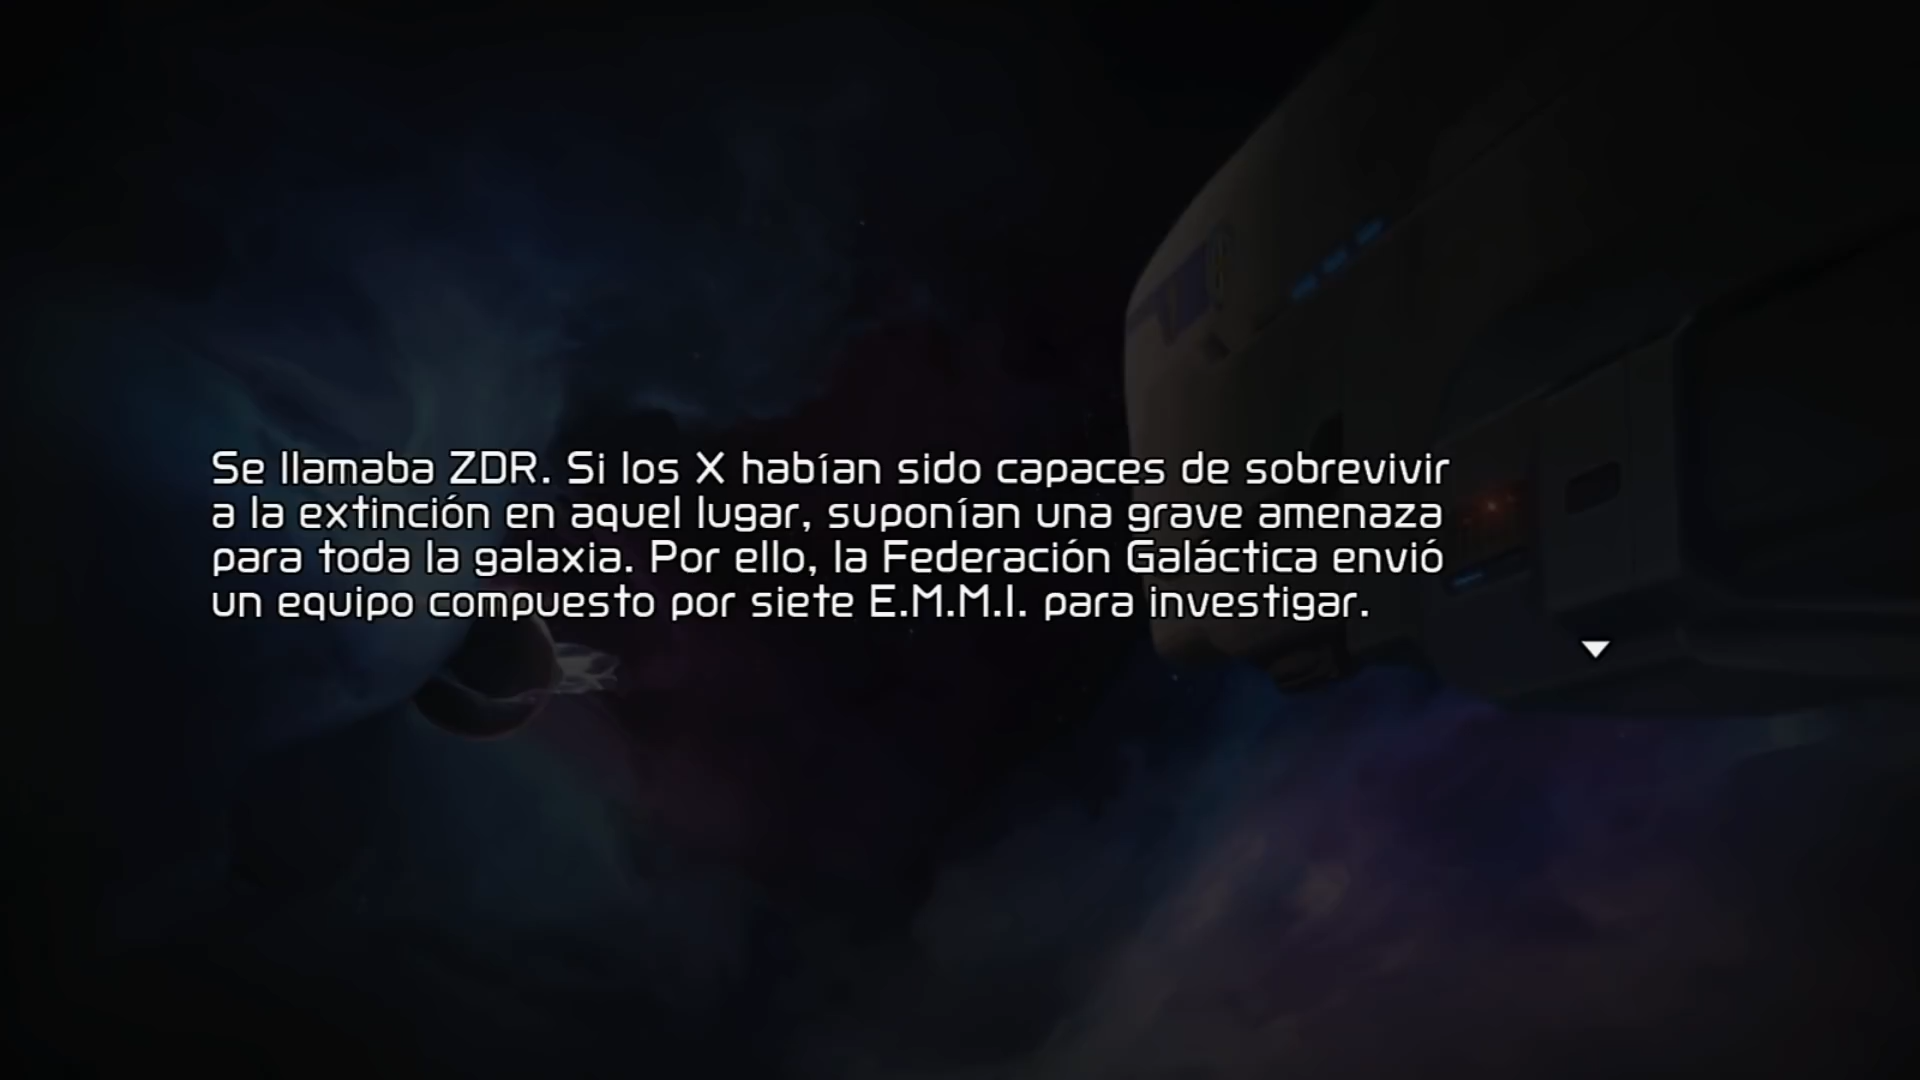 Se llamaba ZDR. Si los X habían sido capaces de sobrevivir
a la extinción en aquel lugar, suponían una grave amenaza
para toda la galaxia. Por ello, la Federación Galáctica envió
un equipo compuesto por siete E.M.M.I. para investigar.